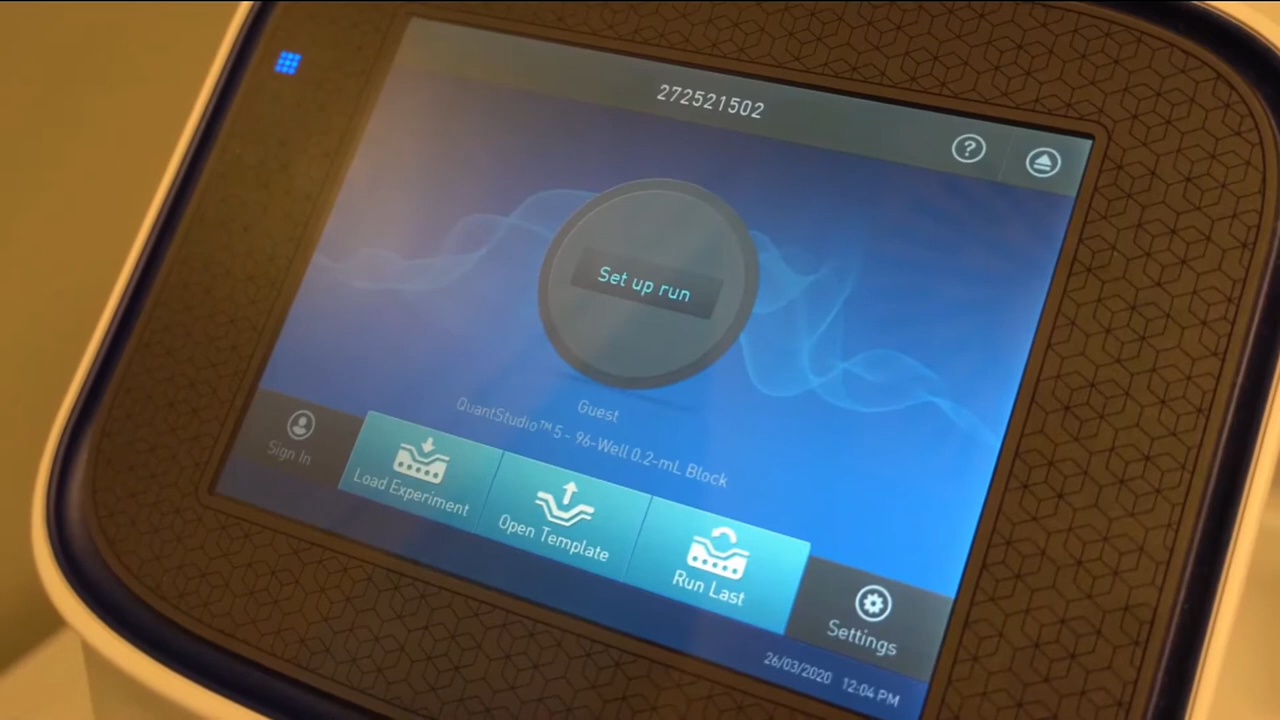 272521502
?
Set up run
Guest
QuantStudio™ 5 - 96-Well 0.2-mL Block
Sign In
Load Experiment
Open Template
Run Last
Settings
26/03/2020 12:04 PM